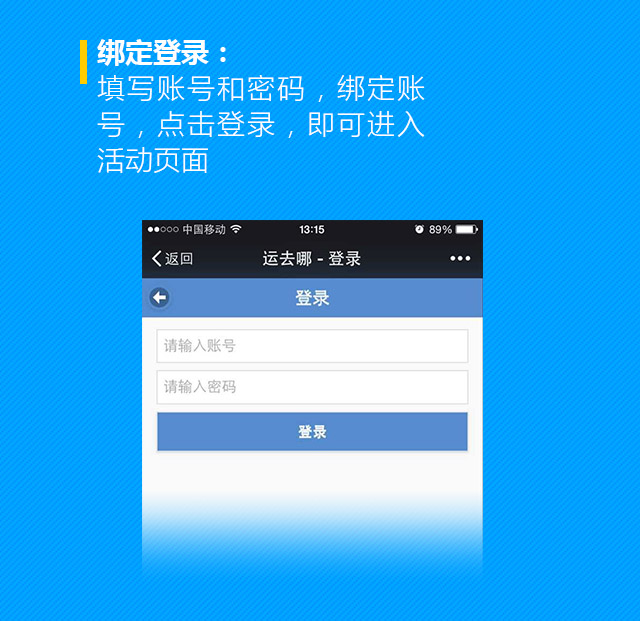 绑定登录：
填写账号和密码，绑定账
号，点击登录，即可进入
活动页面
中国移动 13:15 89%
返回 运去哪 - 登录
登录
请输入账号
请输入密码
登录